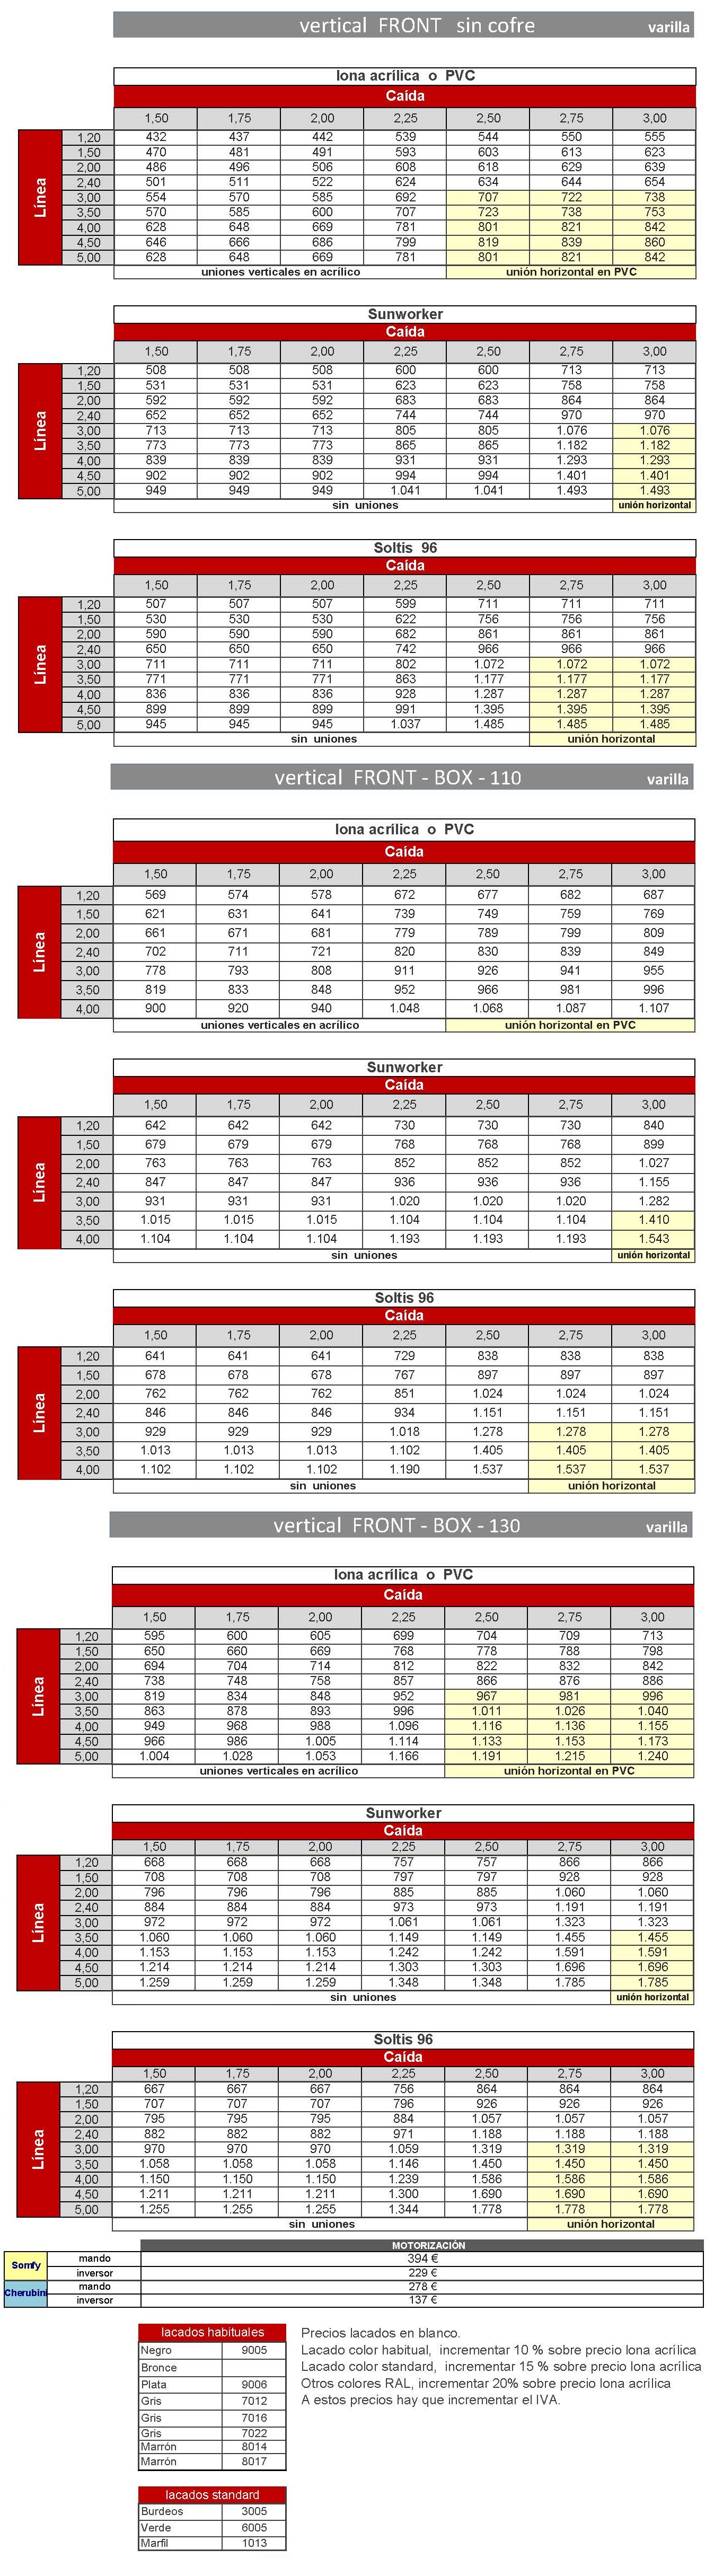 vertical FRONT sin cofre varilla
lona acrílica o PVC
Caída
1,50 1,75 2,00 2,25 2,50 2,75 3,00
Línea
1,20 432 437 442 539 544 550 555
1,50 470 481 491 593 603 613 623
2,00 486 496 506 608 618 629 639
2,40 501 511 522 624 634 644 654
3,00 554 570 585 692 707 722 738
3,50 570 585 600 707 723 738 753
4,00 628 648 669 781 801 821 842
4,50 646 666 686 799 819 839 860
5,00 628 648 669 781 801 821 842
uniones verticales en acrílico unión horizontal en PVC
Sunworker
Caída
1,50 1,75 2,00 2,25 2,50 2,75 3,00
Línea
1,20 508 508 508 600 600 713 713
1,50 531 531 531 623 623 758 758
2,00 592 592 592 683 683 864 864
2,40 652 652 652 744 744 970 970
3,00 713 713 713 805 805 1.076 1.076
3,50 773 773 773 865 865 1.182 1.182
4,00 839 839 839 931 931 1.293 1.293
4,50 902 902 902 994 994 1.401 1.401
5,00 949 949 949 1.041 1.041 1.493 1.493
sin uniones unión horizontal
Soltis 96
Caída
1,50 1,75 2,00 2,25 2,50 2,75 3,00
Línea
1,20 507 507 507 599 711 711 711
1,50 530 530 530 622 756 756 756
2,00 590 590 590 682 861 861 861
2,40 650 650 650 742 966 966 966
3,00 711 711 711 802 1.072 1.072 1.072
3,50 771 771 771 863 1.177 1.177 1.177
4,00 836 836 836 928 1.287 1.287 1.287
4,50 899 899 899 991 1.395 1.395 1.395
5,00 945 945 945 1.037 1.485 1.485 1.485
sin uniones unión horizontal
vertical FRONT - BOX - 110 varilla
lona acrílica o PVC
Caída
1,50 1,75 2,00 2,25 2,50 2,75 3,00
Línea
1,20 569 574 578 672 677 682 687
1,50 621 631 641 739 749 759 769
2,00 661 671 681 779 789 799 809
2,40 702 711 721 820 830 839 849
3,00 778 793 808 911 926 941 955
3,50 819 833 848 952 966 981 996
4,00 900 920 940 1.048 1.068 1.087 1.107
uniones verticales en acrílico unión horizontal en PVC
Sunworker
Caída
1,50 1,75 2,00 2,25 2,50 2,75 3,00
Línea
1,20 642 642 642 730 730 730 840
1,50 679 679 679 768 768 768 899
2,00 763 763 763 852 852 852 1.027
2,40 847 847 847 936 936 936 1.155
3,00 931 931 931 1.020 1.020 1.020 1.282
3,50 1.015 1.015 1.015 1.104 1.104 1.104 1.410
4,00 1.104 1.104 1.104 1.193 1.193 1.193 1.543
sin uniones unión horizontal
Soltis 96
Caída
1,50 1,75 2,00 2,25 2,50 2,75 3,00
Línea
1,20 641 641 641 729 838 838 838
1,50 678 678 678 767 897 897 897
2,00 762 762 762 851 1.024 1.024 1.024
2,40 846 846 846 934 1.151 1.151 1.151
3,00 929 929 929 1.018 1.278 1.278 1.278
3,50 1.013 1.013 1.013 1.102 1.405 1.405 1.405
4,00 1.102 1.102 1.102 1.190 1.537 1.537 1.537
sin uniones unión horizontal
vertical FRONT - BOX - 130 varilla
lona acrílica o PVC
Caída
1,50 1,75 2,00 2,25 2,50 2,75 3,00
Línea
1,20 595 600 605 699 704 709 713
1,50 650 660 669 768 778 788 798
2,00 694 704 714 812 822 832 842
2,40 738 748 758 857 866 876 886
3,00 819 834 848 952 967 981 996
3,50 863 878 893 996 1.011 1.026 1.040
4,00 949 968 988 1.096 1.116 1.136 1.155
4,50 966 986 1.005 1.114 1.133 1.153 1.173
5,00 1.004 1.028 1.053 1.166 1.191 1.215 1.240
uniones verticales en acrílico unión horizontal en PVC
Sunworker
Caída
1,50 1,75 2,00 2,25 2,50 2,75 3,00
Línea
1,20 668 668 668 757 757 866 866
1,50 708 708 708 797 797 928 928
2,00 796 796 796 885 885 1.060 1.060
2,40 884 884 884 973 973 1.191 1.191
3,00 972 972 972 1.061 1.061 1.323 1.323
3,50 1.060 1.060 1.060 1.149 1.149 1.455 1.455
4,00 1.153 1.153 1.153 1.242 1.242 1.591 1.591
4,50 1.214 1.214 1.214 1.303 1.303 1.696 1.696
5,00 1.259 1.259 1.259 1.348 1.348 1.785 1.785
sin uniones unión horizontal
Soltis 96
Caída
1,50 1,75 2,00 2,25 2,50 2,75 3,00
Línea
1,20 667 667 667 756 864 864 864
1,50 707 707 707 796 926 926 926
2,00 795 795 795 884 1.057 1.057 1.057
2,40 882 882 882 971 1.188 1.188 1.188
3,00 970 970 970 1.059 1.319 1.319 1.319
3,50 1.058 1.058 1.058 1.146 1.450 1.450 1.450
4,00 1.150 1.150 1.150 1.239 1.586 1.586 1.586
4,50 1.211 1.211 1.211 1.300 1.690 1.690 1.690
5,00 1.255 1.255 1.255 1.344 1.778 1.778 1.778
sin uniones unión horizontal
MOTORIZACIÓN
Somfy mando 394 €
inversor 229 €
Cherubini mando 278 €
inversor 137 €
lacados habituales
Negro 9005
Bronce
Plata 9006
Gris 7012
Gris 7016
Gris 7022
Marrón 8014
Marrón 8017
Precios lacados en blanco.
Lacado color habitual, incrementar 10 % sobre precio lona acrílica
Lacado color standard, incrementar 15 % sobre precio lona acrílica
Otros colores RAL, incrementar 20% sobre precio lona acrílica
A estos precios hay que incrementar el IVA.
lacados standard
Burdeos 3005
Verde 6005
Marfil 1013